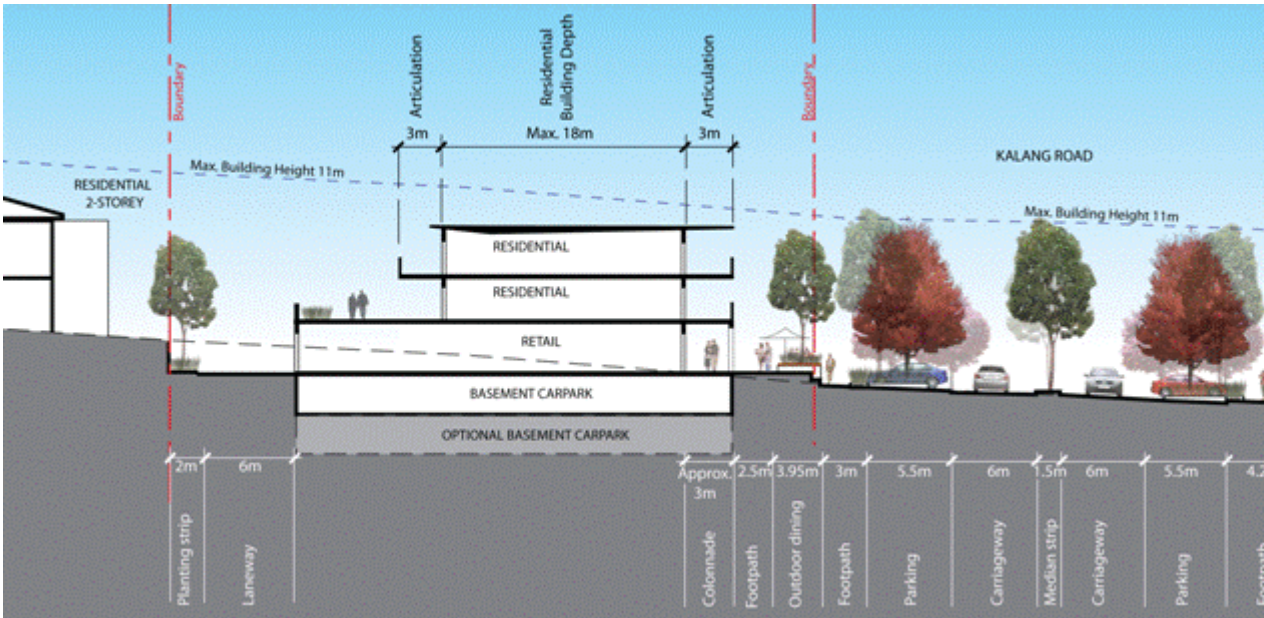 Boundary
Articulation
Residential
Building Depth
Articulation
Boundary
3m
Max. 18m
3m
KALANG ROAD
Max. Building Height 11m
RESIDENTIAL
2-STOREY
Max. Building Height 11m
RESIDENTIAL
RESIDENTIAL
RETAIL
BASEMENT CARPARK
OPTIONAL BASEMENT CARPARK
2m
6m
Approx.
3m
2.5m
3.95m
3m
5.5m
6m
1.5m
6m
5.5m
4.2
Planting strip
Laneway
Colonnade
Footpath
Outdoor dining
Footpath
Parking
Carriageway
Median strip
Carriageway
Parking
Footpath